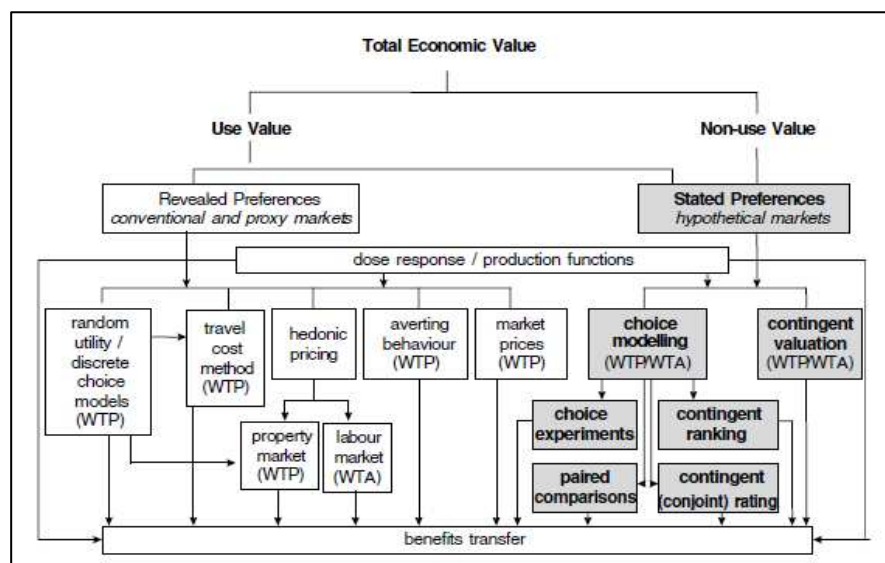 Total Economic Value
Use Value
Non-use Value
Revealed Preferences
conventional and proxy markets
Stated Preferences
hypothetical markets
dose response / production functions
random
utility /
discrete
choice
models
(WTP)
travel
cost
method
(WTP)
hedonic
pricing
averting
behaviour
(WTP)
market
prices
(WTP)
choice
modelling
(WTP/WTA)
contingent
valuation
(WTP/WTA)
property
market
(WTP)
labour
market
(WTA)
choice
experiments
contingent
ranking
paired
comparisons
contingent
(conjoint) rating
benefits transfer